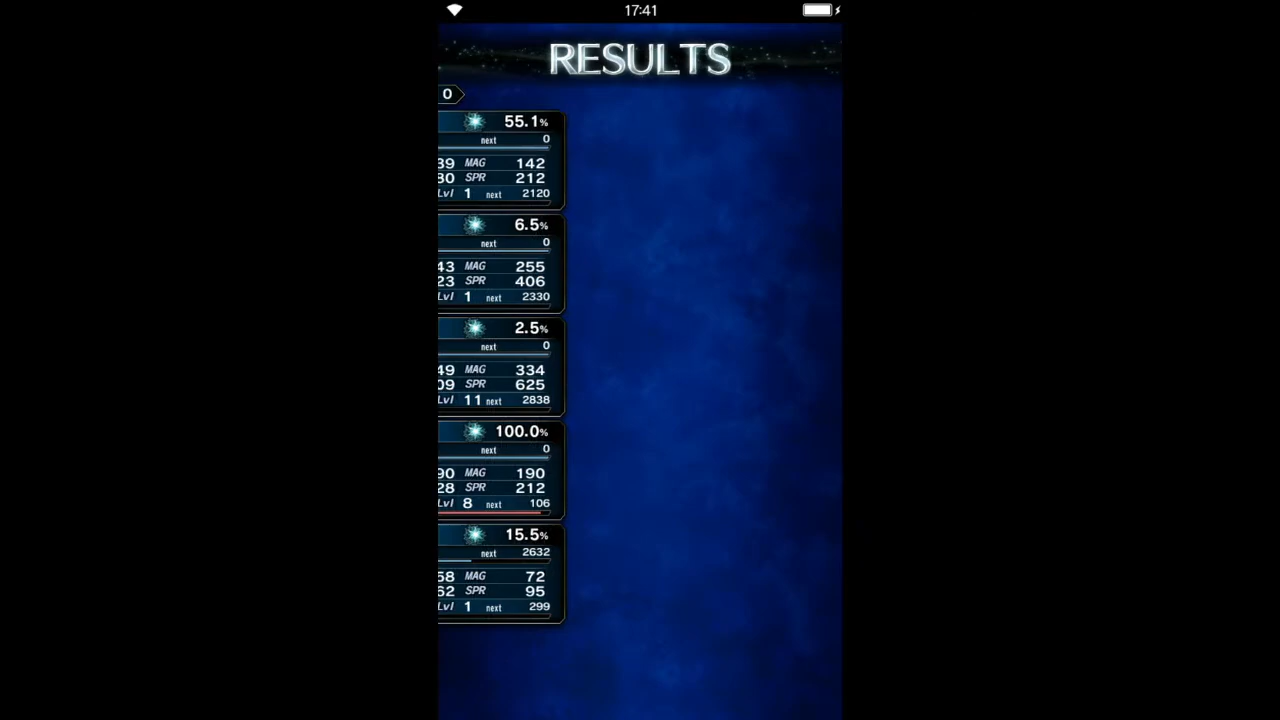 17:41
RESULTS
0
55.1%
next 0
39 MAG 142
80 SPR 212
Lvl 1 next 2120
6.5%
next 0
43 MAG 255
23 SPR 406
Lvl 1 next 2330
2.5%
next 0
49 MAG 334
09 SPR 625
Lvl 11 next 2838
100.0%
next 0
90 MAG 190
28 SPR 212
Lvl 8 next 106
15.5%
next 2632
58 MAG 72
62 SPR 95
Lvl 1 next 299